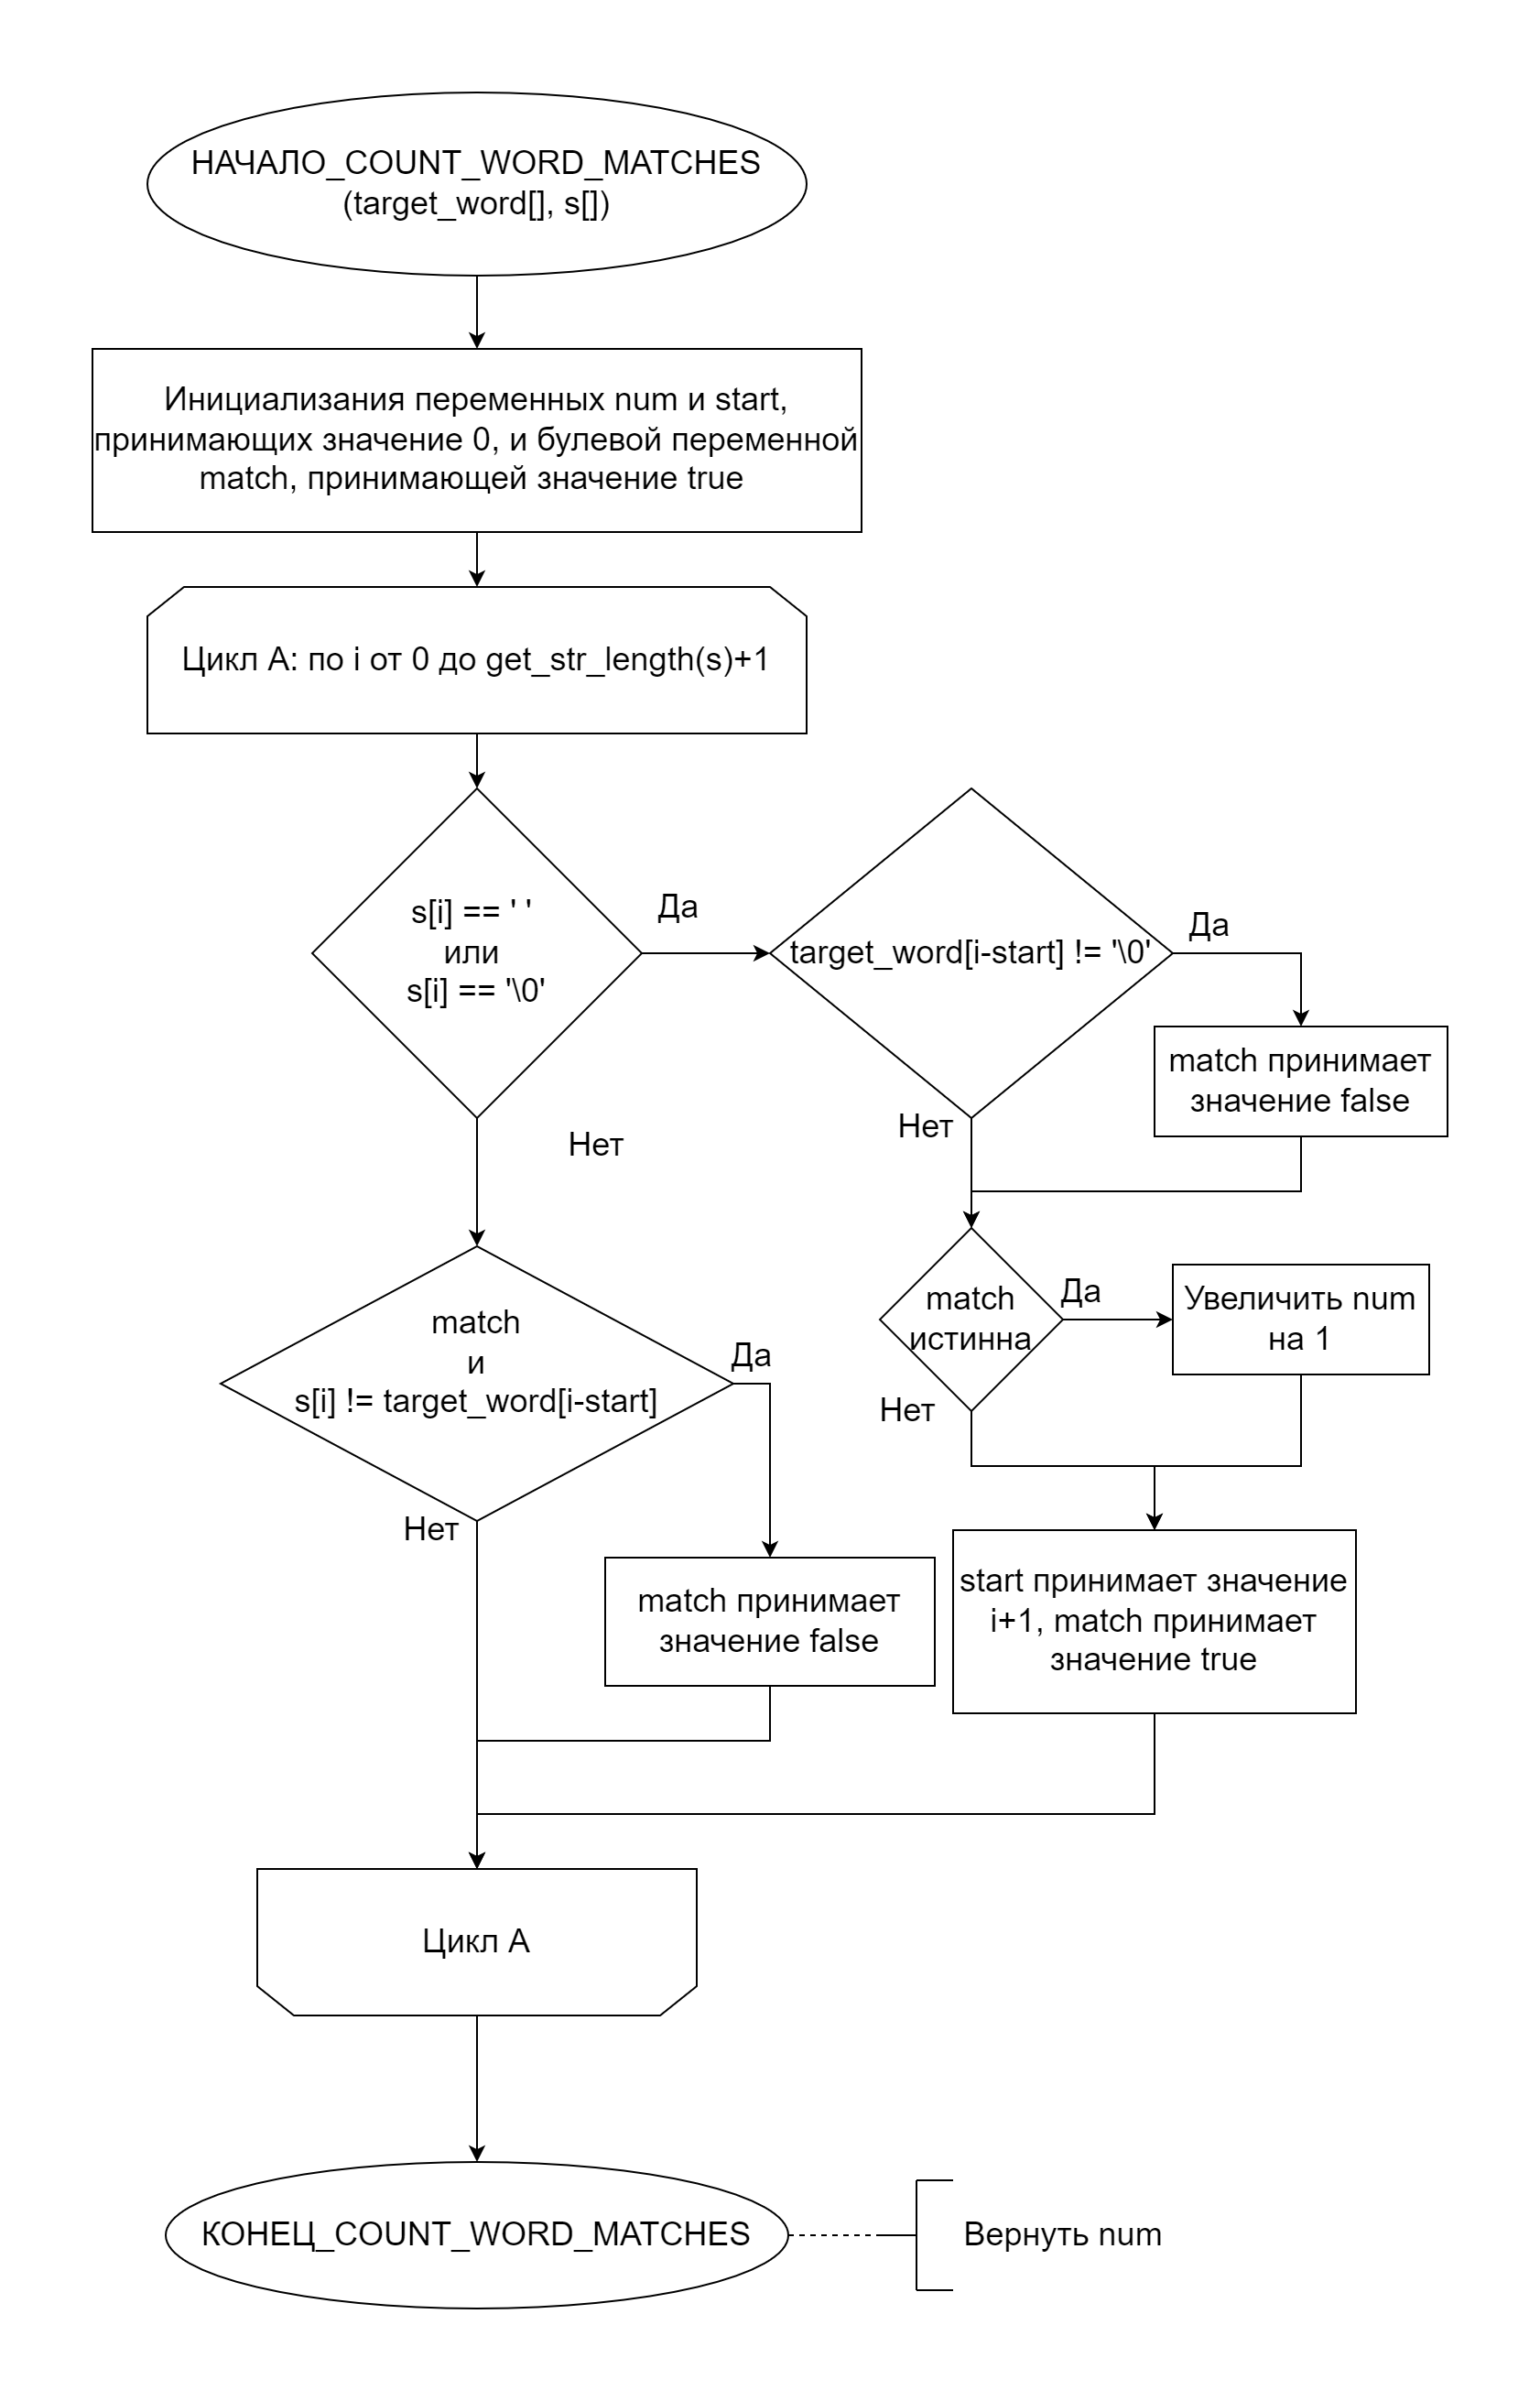 НАЧАЛО_COUNT_WORD_MATCHES
(target_word[], s[])
Инициализания переменных num и start,
принимающих значение 0, и булевой переменной
match, принимающей значение true
Цикл А: по i от 0 до get_str_length(s)+1
s[i] == ' '
или
s[i] == '\0'
Да
target_word[i-start] != '\0'
Да
match принимает
значение false
Нет
Нет
match
истинна
Да
Увеличить num
на 1
Нет
match
и
s[i] != target_word[i-start]
Да
Нет
match принимает
значение false
start принимает значение
i+1, match принимает
значение true
Цикл А
КОНЕЦ_COUNT_WORD_MATCHES
Вернуть num